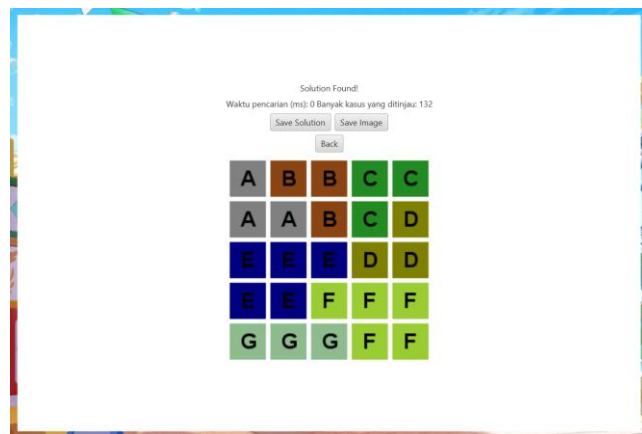 Solution Found!
Waktu pencarian (ms): 0 Banyak kasus yang ditinjau: 132
Save Solution Save Image
Back
A B B C C
A A B C D
E E E D D
E E F F F
G G G F F